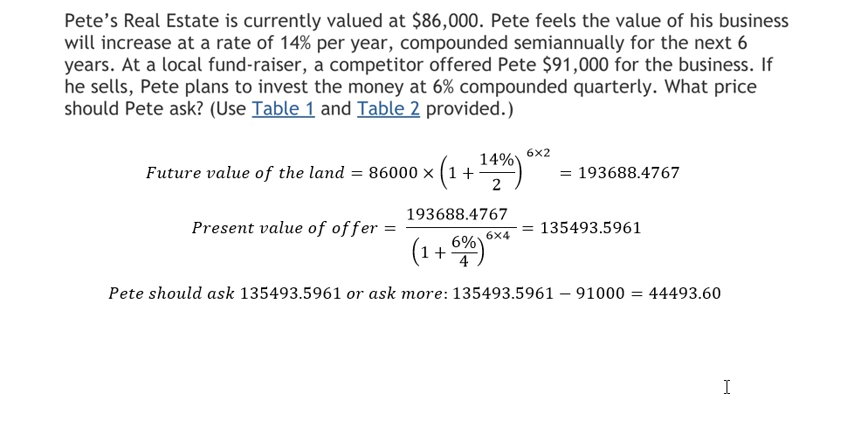 Pete’s Real Estate is currently valued at $86,000. Pete feels the value of his business
will increase at a rate of 14% per year, compounded semiannually for the next 6
years. At a local fund-raiser, a competitor offered Pete $91,000 for the business. If
he sells, Pete plans to invest the money at 6% compounded quarterly. What price
should Pete ask? (Use Table 1 and Table 2 provided.)
Future value of the land = 86000 × (1 + 14%/2)^{6×2} = 193688.4767
Present value of offer = 193688.4767 / (1 + 6%/4)^{6×4} = 135493.5961
Pete should ask 135493.5961 or ask more: 135493.5961 − 91000 = 44493.60